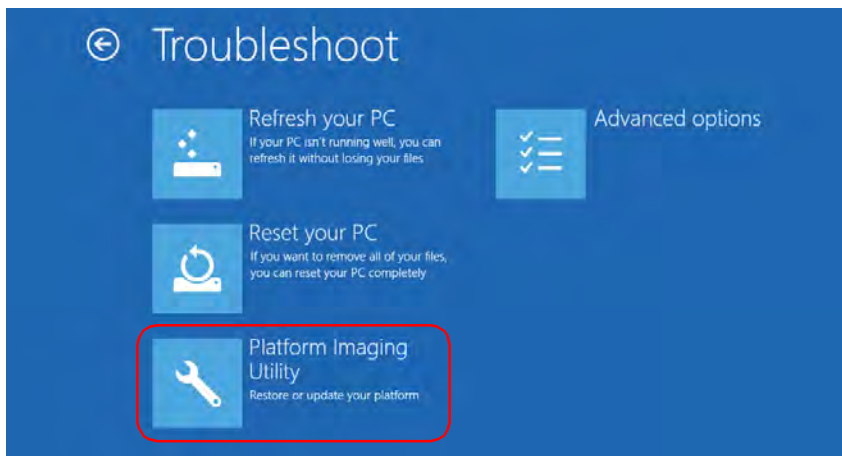 Troubleshoot
Refresh your PC
If your PC isn't running well, you can
refresh it without losing your files
Advanced options
Reset your PC
If you want to remove all of your files,
you can reset your PC completely
Platform Imaging
Utility
Restore or update your platform